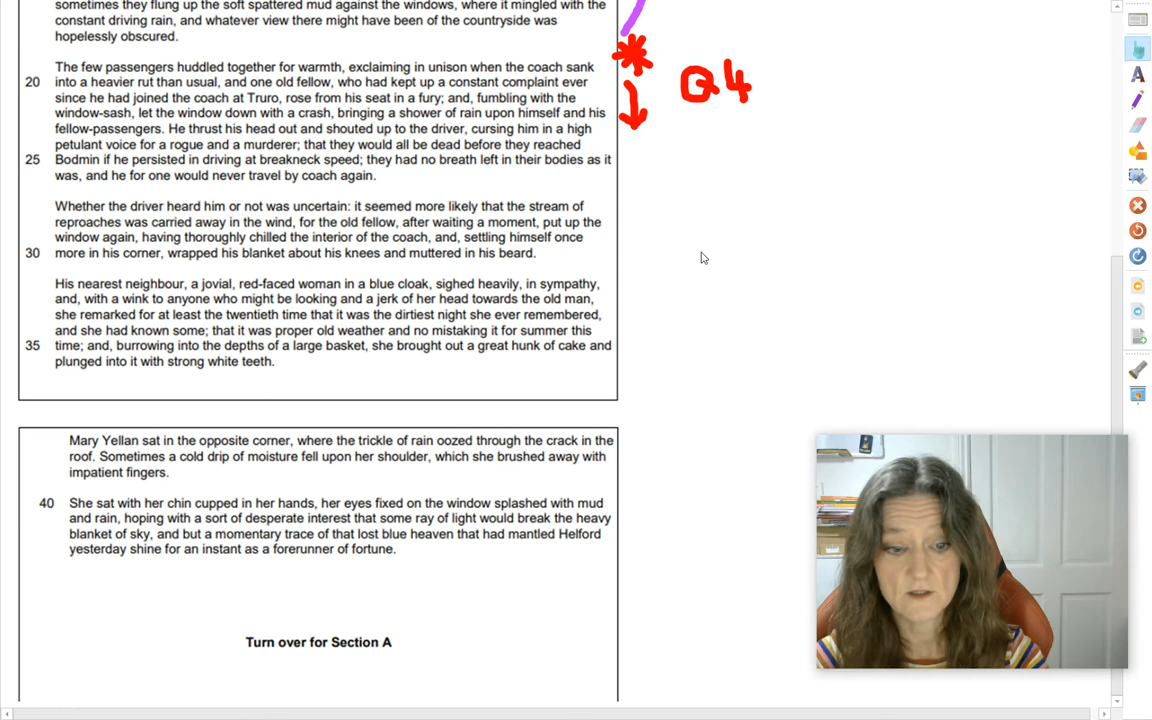 sometimes they flung up the soft spattered mud against the windows, where it mingled with the
constant driving rain, and whatever view there might have been of the countryside was
hopelessly obscured.
The few passengers huddled together for warmth, exclaiming in unison when the coach sank
20 into a heavier rut than usual, and one old fellow, who had kept up a constant complaint ever
since he had joined the coach at Truro, rose from his seat in a fury; and, fumbling with the
window-sash, let the window down with a crash, bringing a shower of rain upon himself and his
fellow-passengers. He thrust his head out and shouted up to the driver, cursing him in a high
petulant voice for a rogue and a murderer; that they would all be dead before they reached
25 Bodmin if he persisted in driving at breakneck speed; they had no breath left in their bodies as it
was, and he for one would never travel by coach again.
Whether the driver heard him or not was uncertain: it seemed more likely that the stream of
reproaches was carried away in the wind, for the old fellow, after waiting a moment, put up the
window again, having thoroughly chilled the interior of the coach, and, settling himself once
30 more in his corner, wrapped his blanket about his knees and muttered in his beard.
His nearest neighbour, a jovial, red-faced woman in a blue cloak, sighed heavily, in sympathy,
and, with a wink to anyone who might be looking and a jerk of her head towards the old man,
she remarked for at least the twentieth time that it was the dirtiest night she ever remembered,
and she had known some; that it was proper old weather and no mistaking it for summer this
35 time; and, burrowing into the depths of a large basket, she brought out a great hunk of cake and
plunged into it with strong white teeth.
* Q4
Mary Yellan sat in the opposite corner, where the trickle of rain oozed through the crack in the
roof. Sometimes a cold drip of moisture fell upon her shoulder, which she brushed away with
impatient fingers.
40 She sat with her chin cupped in her hands, her eyes fixed on the window splashed with mud
and rain, hoping with a sort of desperate interest that some ray of light would break the heavy
blanket of sky, and but a momentary trace of that lost blue heaven that had mantled Helford
yesterday shine for an instant as a forerunner of fortune.
Turn over for Section A